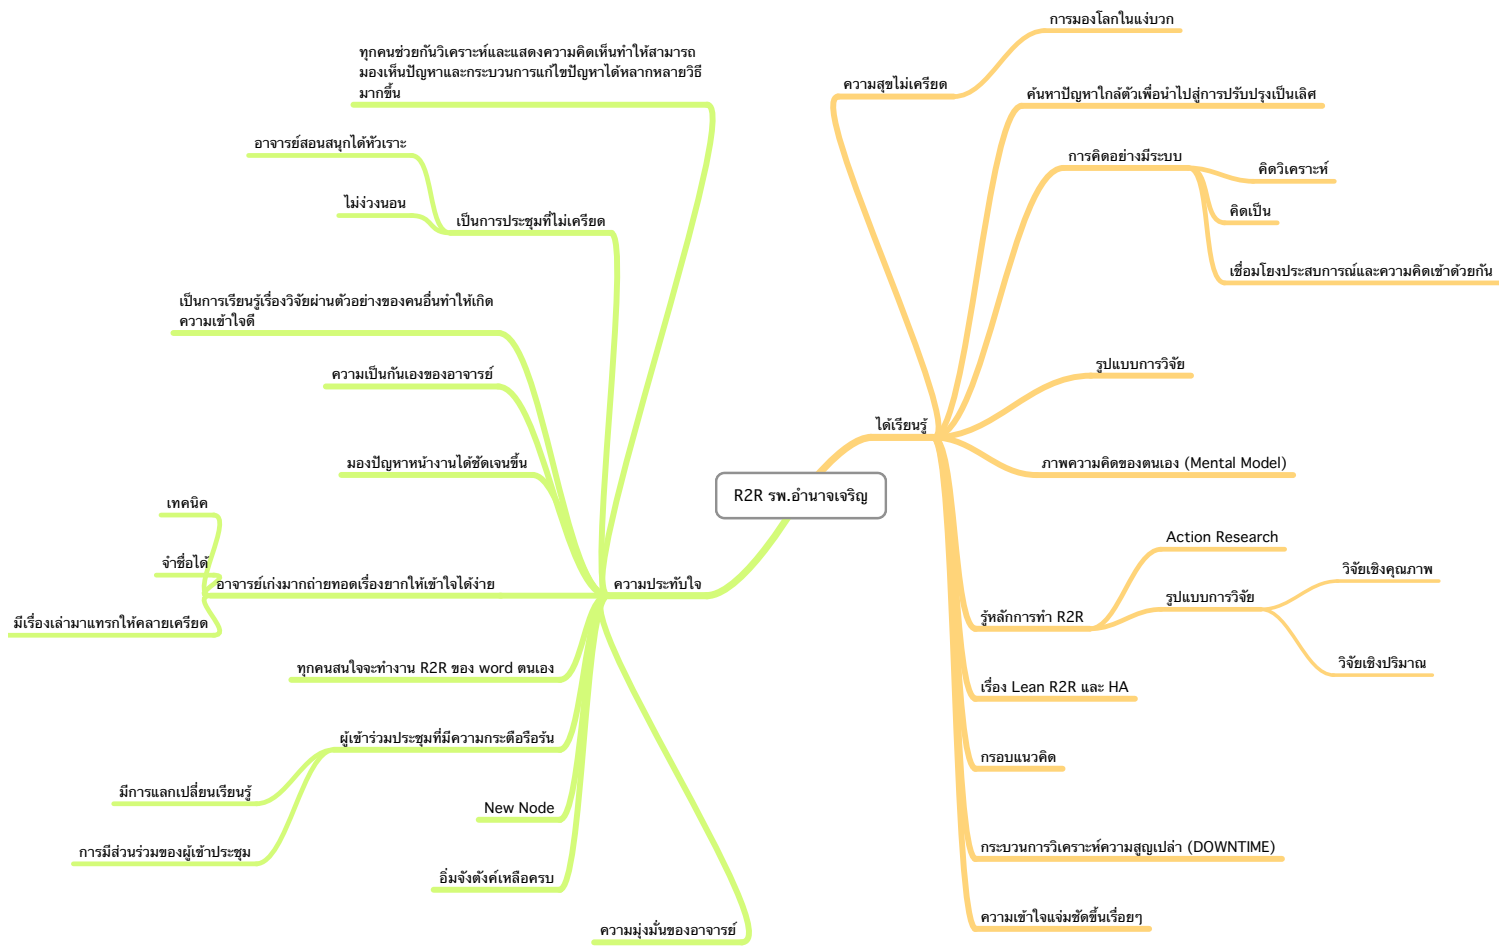 R2R รพ.อำนาจเจริญ
ได้เรียนรู้
ความสุขไม่เครียด
การมองโลกในแง่บวก
ค้นหาปัญหาใกล้ตัวเพื่อนำไปสู่การปรับปรุงเป็นเลิศ
การคิดอย่างมีระบบ
คิดวิเคราะห์
คิดเป็น
เชื่อมโยงประสบการณ์และความคิดเข้าด้วยกัน
รูปแบบการวิจัย
ภาพความคิดของตนเอง (Mental Model)
รู้หลักการทำ R2R
Action Research
รูปแบบการวิจัย
วิจัยเชิงคุณภาพ
วิจัยเชิงปริมาณ
เรื่อง Lean R2R และ HA
กรอบแนวคิด
กระบวนการวิเคราะห์ความสูญเปล่า (DOWNTIME)
ความเข้าใจแจ่มชัดขึ้นเรื่อยๆ
ความประทับใจ
ทุกคนช่วยกันวิเคราะห์และแสดงความคิดเห็นทำให้สามารถ
มองเห็นปัญหาและกระบวนการแก้ไขปัญหาได้หลากหลายวิธี
มากขึ้น
เป็นการประชุมที่ไม่เครียด
อาจารย์สอนสนุกได้หัวเราะ
ไม่ง่วงนอน
เป็นการเรียนรู้เรื่องวิจัยผ่านตัวอย่างของคนอื่นทำให้เกิด
ความเข้าใจดี
ความเป็นกันเองของอาจารย์
มองปัญหาหน้างานได้ชัดเจนขึ้น
อาจารย์เก่งมากถ่ายทอดเรื่องยากให้เข้าใจได้ง่าย
เทคนิค
จำชื่อได้
มีเรื่องเล่ามาแทรกให้คลายเครียด
ทุกคนสนใจจะทำงาน R2R ของ word ตนเอง
ผู้เข้าร่วมประชุมที่มีความกระตือรือร้น
มีการแลกเปลี่ยนเรียนรู้
การมีส่วนร่วมของผู้เข้าประชุม
New Node
อิ่มจังตังค์เหลือครบ
ความมุ่งมั่นของอาจารย์